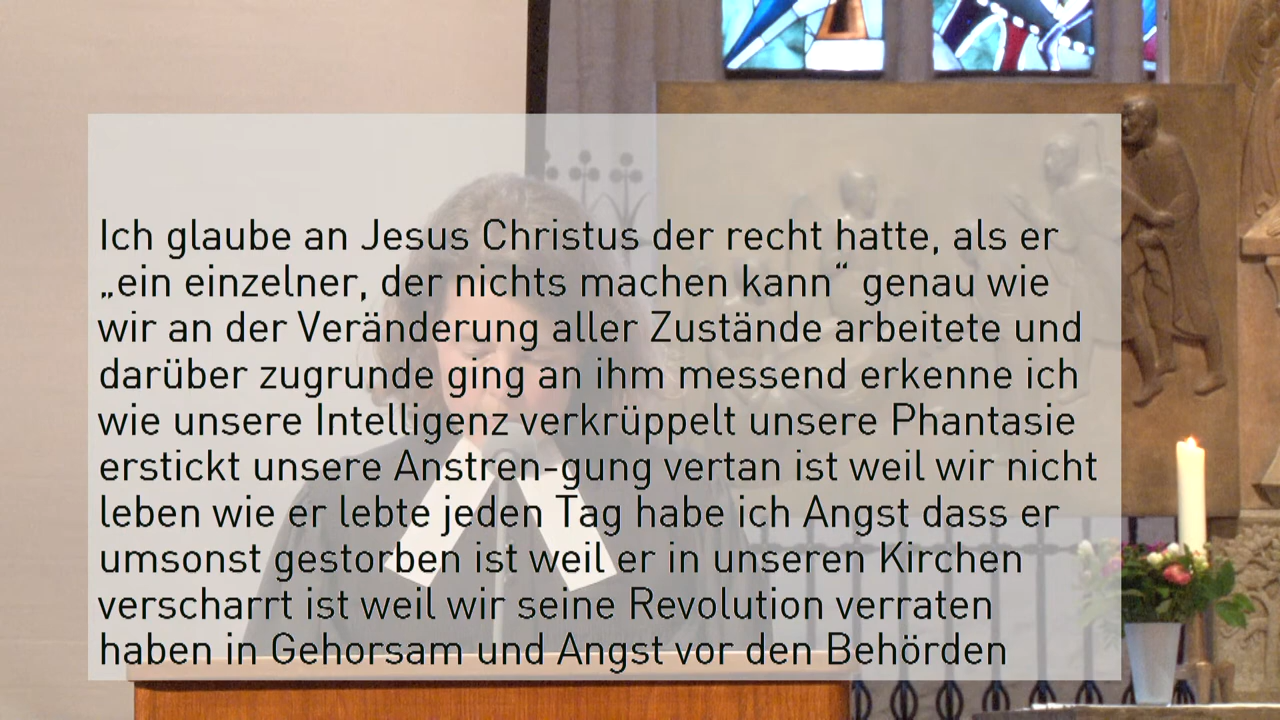 Ich glaube an Jesus Christus der recht hatte, als er
„ein einzelner, der nichts machen kann“ genau wie
wir an der Veränderung aller Zustände arbeitete und
darüber zugrunde ging an ihm messend erkenne ich
wie unsere Intelligenz verkrüppelt unsere Phantasie
erstickt unsere Anstren-gung vertan ist weil wir nicht
leben wie er lebte jeden Tag habe ich Angst dass er
umsonst gestorben ist weil er in unseren Kirchen
verscharrt ist weil wir seine Revolution verraten
haben in Gehorsam und Angst vor den Behörden